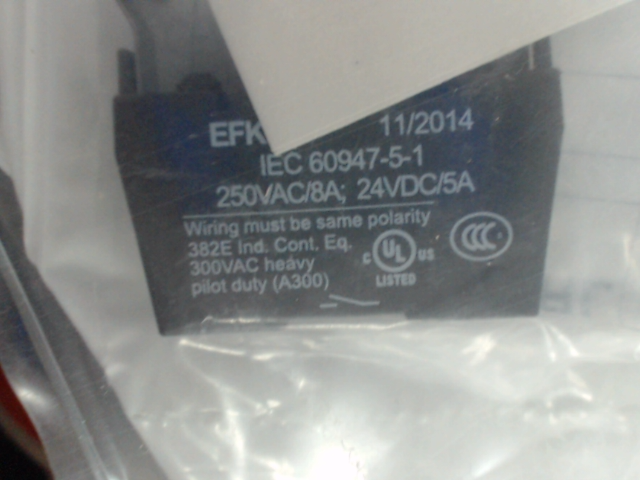 EFK 11/2014
IEC 60947-5-1
250VAC/8A; 24VDC/5A
Wiring must be same polarity
382E Ind. Cont. Eq.
300VAC heavy
pilot duty (A300)
c UL us
LISTED
CCC